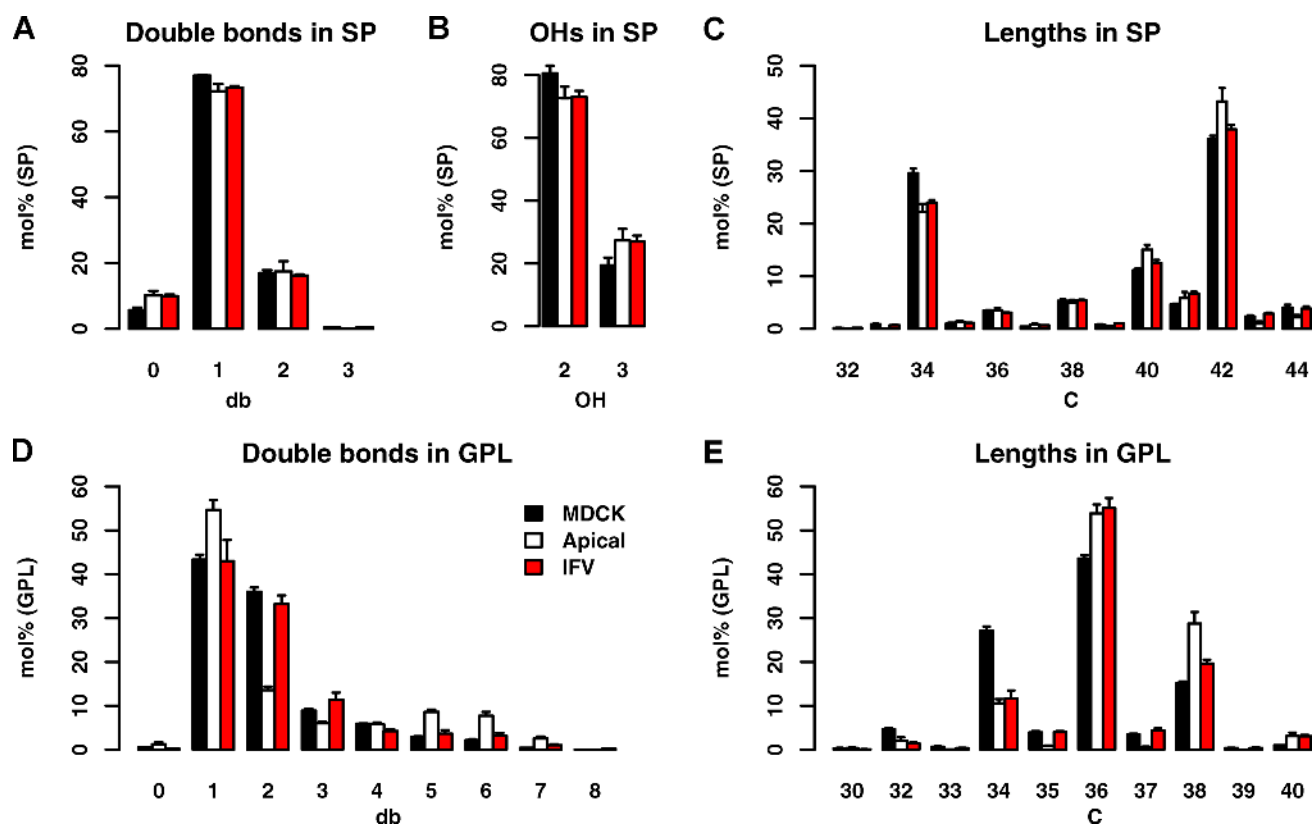 A Double bonds in SP
mol% (SP)
80
60
40
20
0
0 1 2 3
db
B OHs in SP
mol% (SP)
80
60
40
20
0
2 3
OH
C Lengths in SP
mol% (SP)
50
40
30
20
10
0
32 34 36 38 40 42 44
C
D Double bonds in GPL
mol% (GPL)
60
50
40
30
20
10
0
MDCK
Apical
IFV
0 1 2 3 4 5 6 7 8
db
E Lengths in GPL
mol% (GPL)
60
50
40
30
20
10
0
30 32 33 34 35 36 37 38 39 40
C